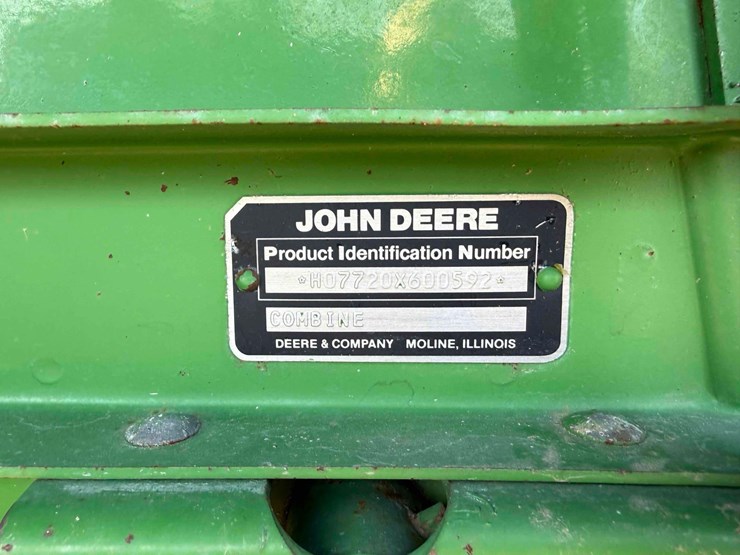 JOHN DEERE
Product Identification Number
*H07720X600592*
COMBINE
DEERE & COMPANY MOLINE, ILLINOIS